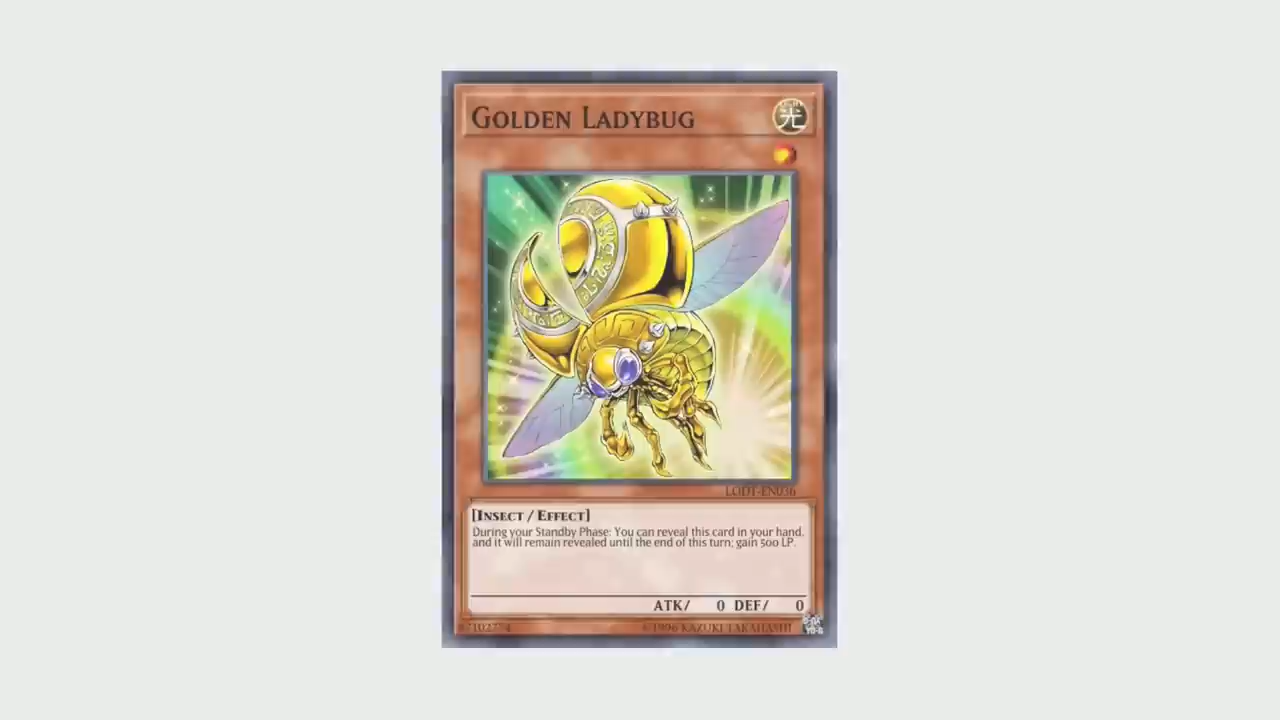 GOLDEN LADYBUG
光
LODT-EN036
[INSECT / EFFECT]
During your Standby Phase: You can reveal this card in your hand,
and it will remain revealed until the end of this turn; gain 500 LP.
ATK/ 0 DEF/ 0
©1996 KAZUKI TAKAHASHI